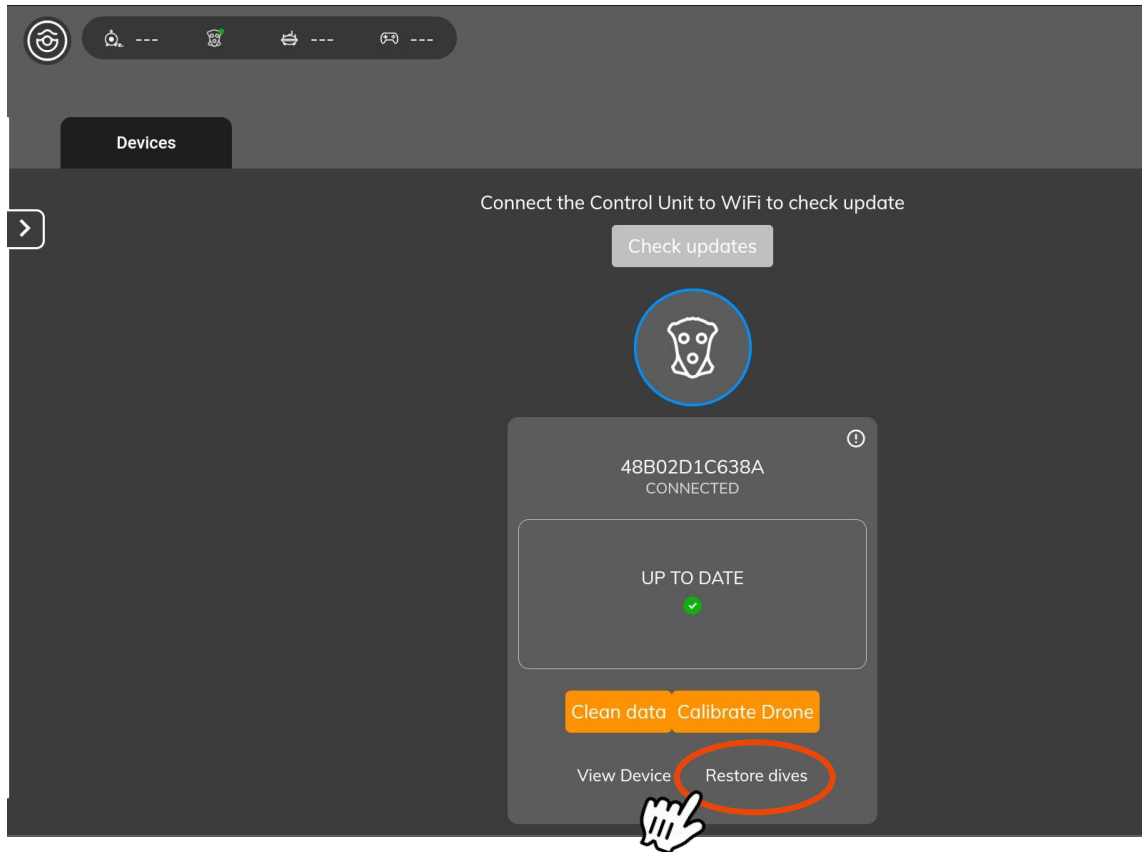 --- --- ---
Devices
Connect the Control Unit to WiFi to check update
Check updates
48B02D1C638A
CONNECTED
UP TO DATE
Clean data Calibrate Drone
View Device Restore dives